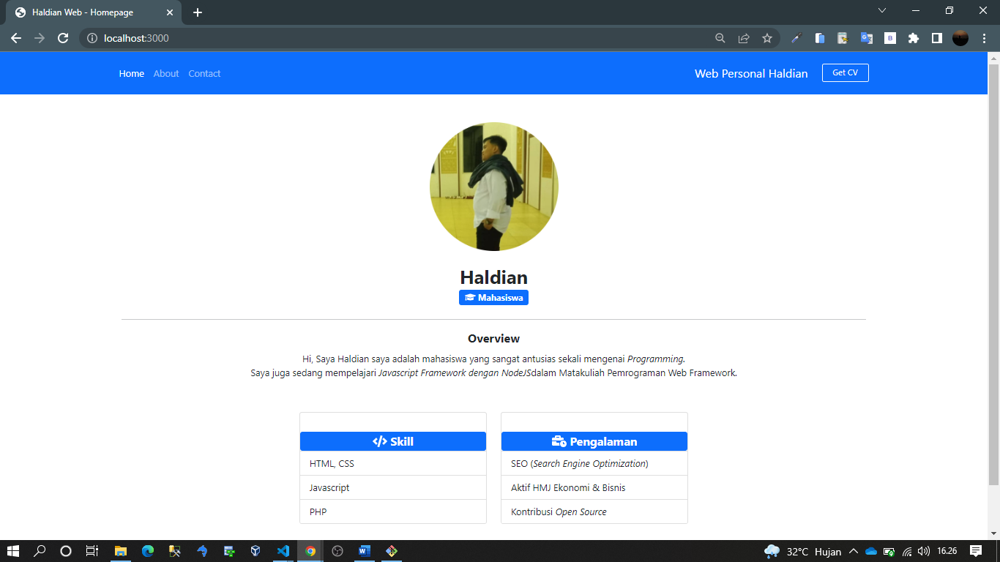 Haldian Web - Homepage
localhost:3000
Home About Contact Web Personal Haldian Get CV
Haldian
Mahasiswa
Overview
Hi, Saya Haldian saya adalah mahasiswa yang sangat antusias sekali mengenai Programming.
Saya juga sedang mempelajari Javascript Framework dengan NodeJSdalam Matakuliah Pemrograman Web Framework.
Skill
HTML, CSS
Javascript
PHP
Pengalaman
SEO (Search Engine Optimization)
Aktif HMJ Ekonomi & Bisnis
Kontribusi Open Source
32°C Hujan 16.26